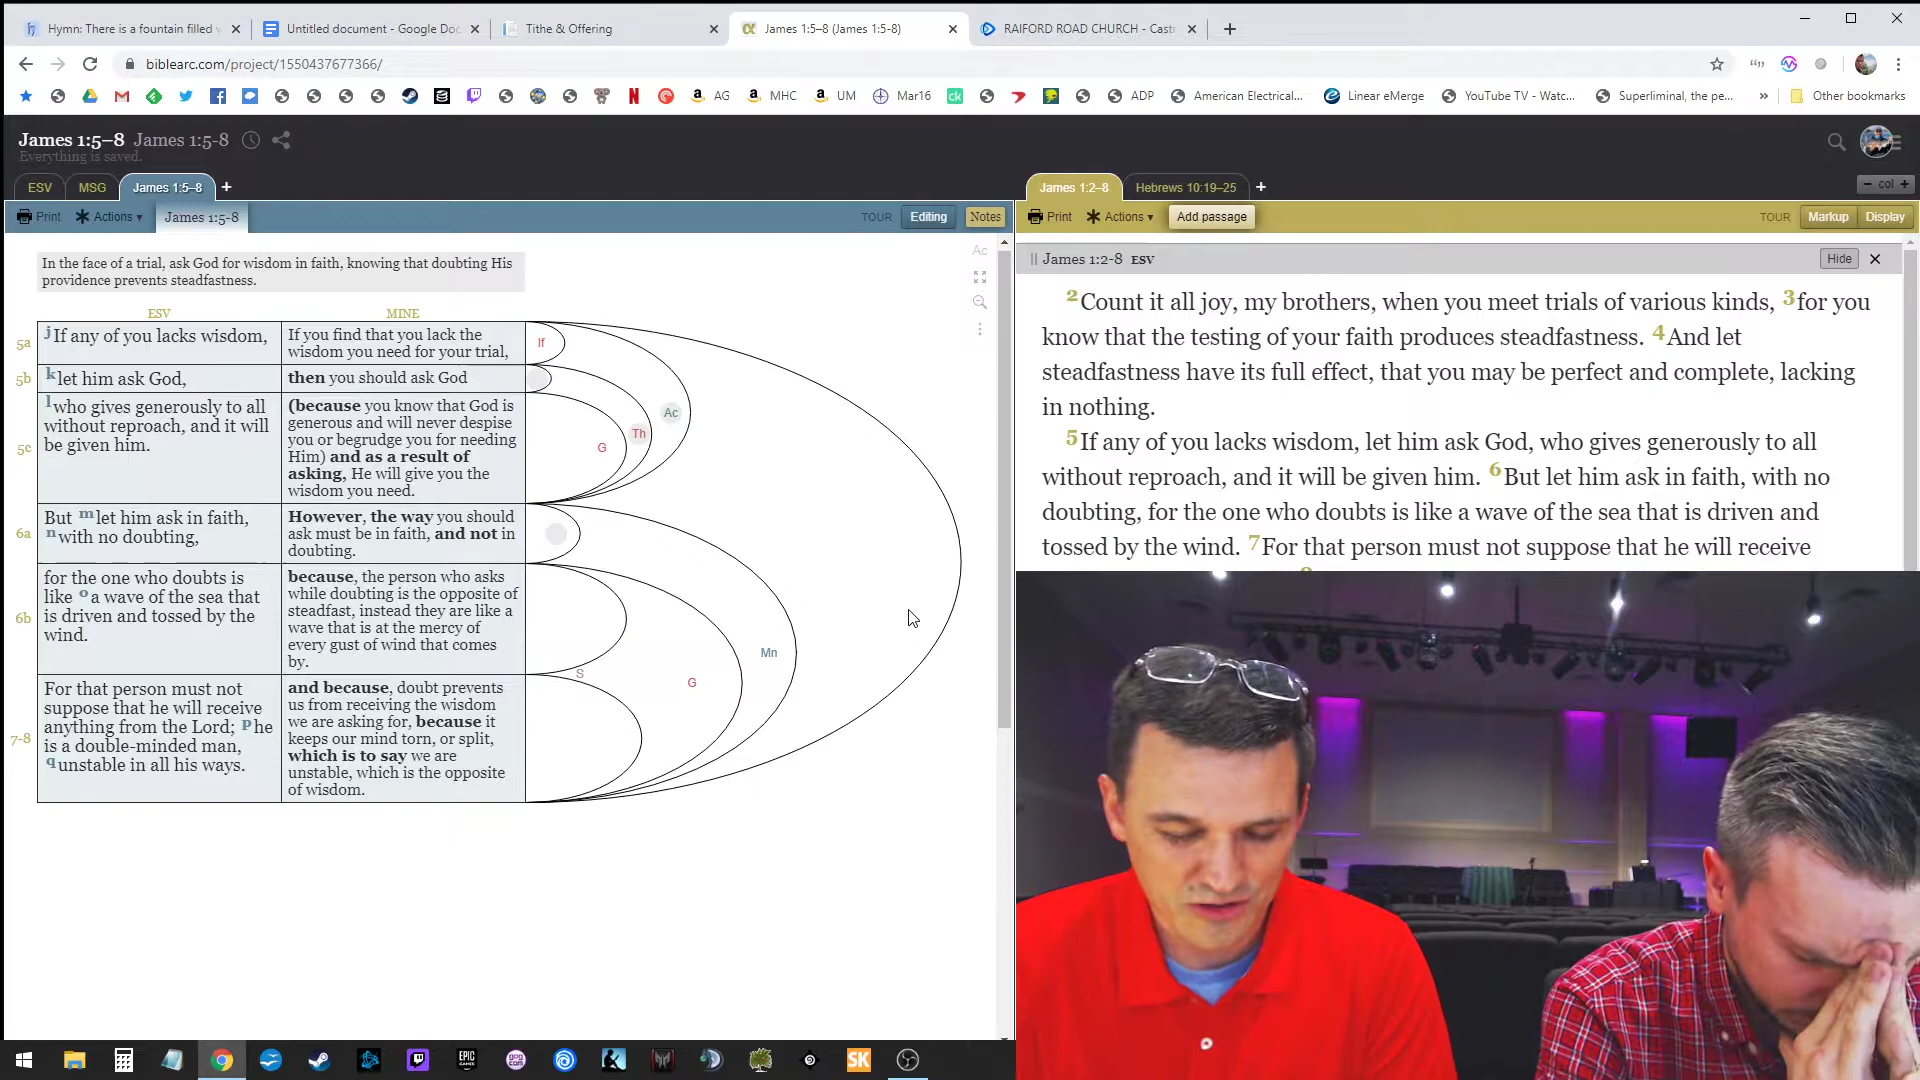 Hymn: There is a fountain filled w
Untitled document - Google Doc
Tithe & Offering
James 1:5–8 (James 1:5-8)
RAIFORD ROAD CHURCH - Castr
biblearc.com/project/1550437677366/
AG
MHC
UM
Mar16
ADP
American Electrical...
Linear eMerge
YouTube TV - Watc...
Superliminal, the pe...
Other bookmarks
James 1:5–8 James 1:5-8
Everything is saved.
ESV
MSG
James 1:5–8
Print
Actions
James 1:5-8
TOUR
Editing
Notes
In the face of a trial, ask God for wisdom in faith, knowing that doubting His
providence prevents steadfastness.
ESV
MINE
5a
j If any of you lacks wisdom,
If you find that you lack the
wisdom you need for your trial,
5b
k let him ask God,
then you should ask God
5c
l who gives generously to all
without reproach, and it will
be given him.
(because you know that God is
generous and will never despise
you or begrudge you for needing
Him) and as a result of
asking, He will give you the
wisdom you need.
6a
But m let him ask in faith,
n with no doubting,
However, the way you should
ask must be in faith, and not in
doubting.
6b
for the one who doubts is
like o a wave of the sea that
is driven and tossed by the
wind.
because, the person who asks
while doubting is the opposite of
steadfast, instead they are like a
wave that is at the mercy of
every gust of wind that comes
by.
7-8
For that person must not
suppose that he will receive
anything from the Lord; p he
is a double-minded man,
q unstable in all his ways.
and because, doubt prevents
us from receiving the wisdom
we are asking for, because it
keeps our mind torn, or split,
which is to say we are
unstable, which is the opposite
of wisdom.
If
G
Th
Ac
S
G
Mn
Ac
James 1:2–8
Hebrews 10:19–25
col
Print
Actions
Add passage
TOUR
Markup
Display
James 1:2-8 ESV
Hide
2 Count it all joy, my brothers, when you meet trials of various kinds, 3 for you
know that the testing of your faith produces steadfastness. 4 And let
steadfastness have its full effect, that you may be perfect and complete, lacking
in nothing.
5 If any of you lacks wisdom, let him ask God, who gives generously to all
without reproach, and it will be given him. 6 But let him ask in faith, with no
doubting, for the one who doubts is like a wave of the sea that is driven and
tossed by the wind. 7 For that person must not suppose that he will receive
EPIC
GAMES
gog
com
SK